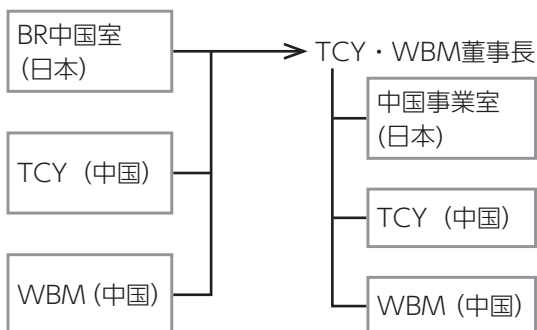 BR中国室
(日本)
TCY (中国)
WBM (中国)
TCY・WBM董事長
中国事業室
(日本)
TCY (中国)
WBM (中国)